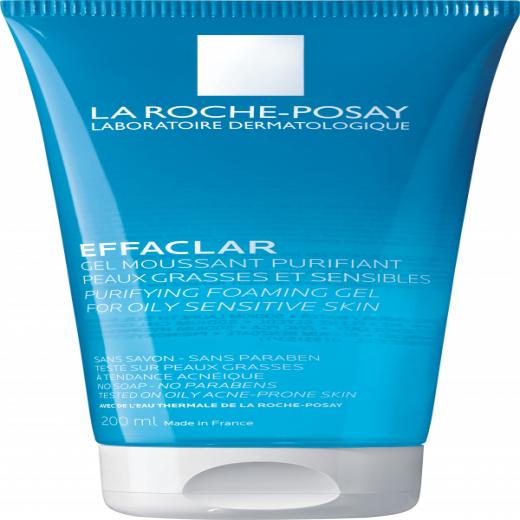 LA ROCHE-POSAY
LABORATOIRE DERMATOLOGIQUE
EFFACLAR
GEL MOUSSANT PURIFIANT
PEAUX GRASSES ET SENSIBLES
PURIFYING FOAMING GEL
FOR OILY SENSITIVE SKIN
SANS SAVON - SANS PARABEN
TESTÉ SUR PEAUX GRASSES
À TENDANCE ACNÉIQUE
NO SOAP - NO PARABENS
TESTED ON OILY ACNE-PRONE SKIN
AVEC DE L'EAU THERMALE DE LA ROCHE-POSAY
200 ml Made in France